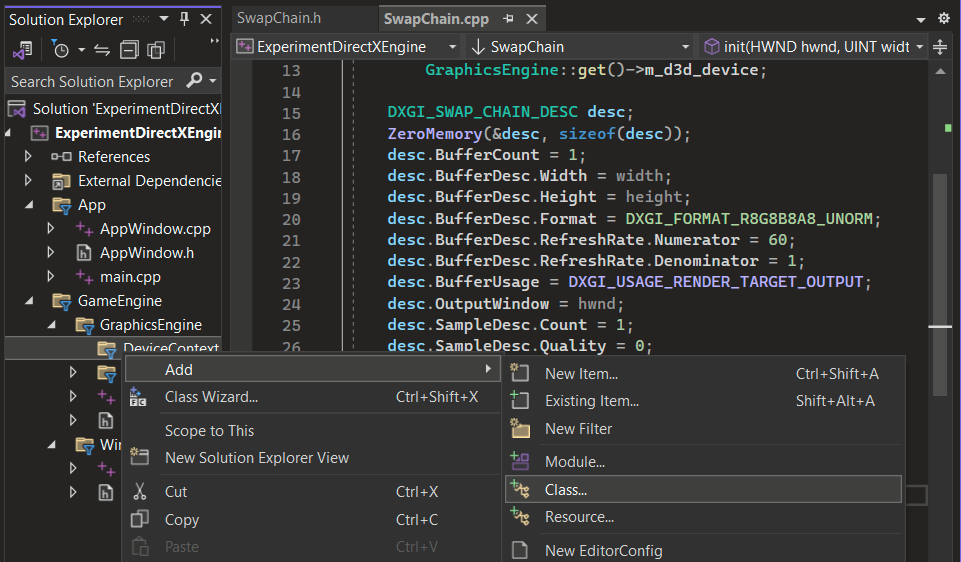 Solution Explorer
Search Solution Explorer
Solution 'ExperimentDirectXE
ExperimentDirectXEngin
References
External Dependencie
App
AppWindow.cpp
AppWindow.h
main.cpp
GameEngine
GraphicsEngine
DeviceContext
Win
SwapChain.h
SwapChain.cpp
ExperimentDirectXEngine
SwapChain
init(HWND hwnd, UINT widt
13 GraphicsEngine::get()->m_d3d_device;
14
15 DXGI_SWAP_CHAIN_DESC desc;
16 ZeroMemory(&desc, sizeof(desc));
17 desc.BufferCount = 1;
18 desc.BufferDesc.Width = width;
19 desc.BufferDesc.Height = height;
20 desc.BufferDesc.Format = DXGI_FORMAT_R8G8B8A8_UNORM;
21 desc.BufferDesc.RefreshRate.Numerator = 60;
22 desc.BufferDesc.RefreshRate.Denominator = 1;
23 desc.BufferUsage = DXGI_USAGE_RENDER_TARGET_OUTPUT;
24 desc.OutputWindow = hwnd;
25 desc.SampleDesc.Count = 1;
26 desc.SampleDesc.Quality = 0;
Add
Class Wizard... Ctrl+Shift+X
Scope to This
New Solution Explorer View
Cut Ctrl+X
Copy Ctrl+C
Paste Ctrl+V
New Item... Ctrl+Shift+A
Existing Item... Shift+Alt+A
New Filter
Module...
Class...
Resource...
New EditorConfig